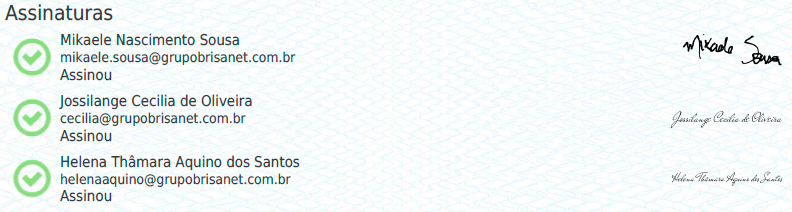 Assinaturas
Mikaele Nascimento Sousa
mikaele.sousa@grupobrisanet.com.br
Assinou
Mikaele Sousa
Jossilange Cecilia de Oliveira
cecilia@grupobrisanet.com.br
Assinou
Jossilange Cecilia de Oliveira
Helena Thâmara Aquino dos Santos
helenaaquino@grupobrisanet.com.br
Assinou
Helena Thâmara Aquino dos Santos